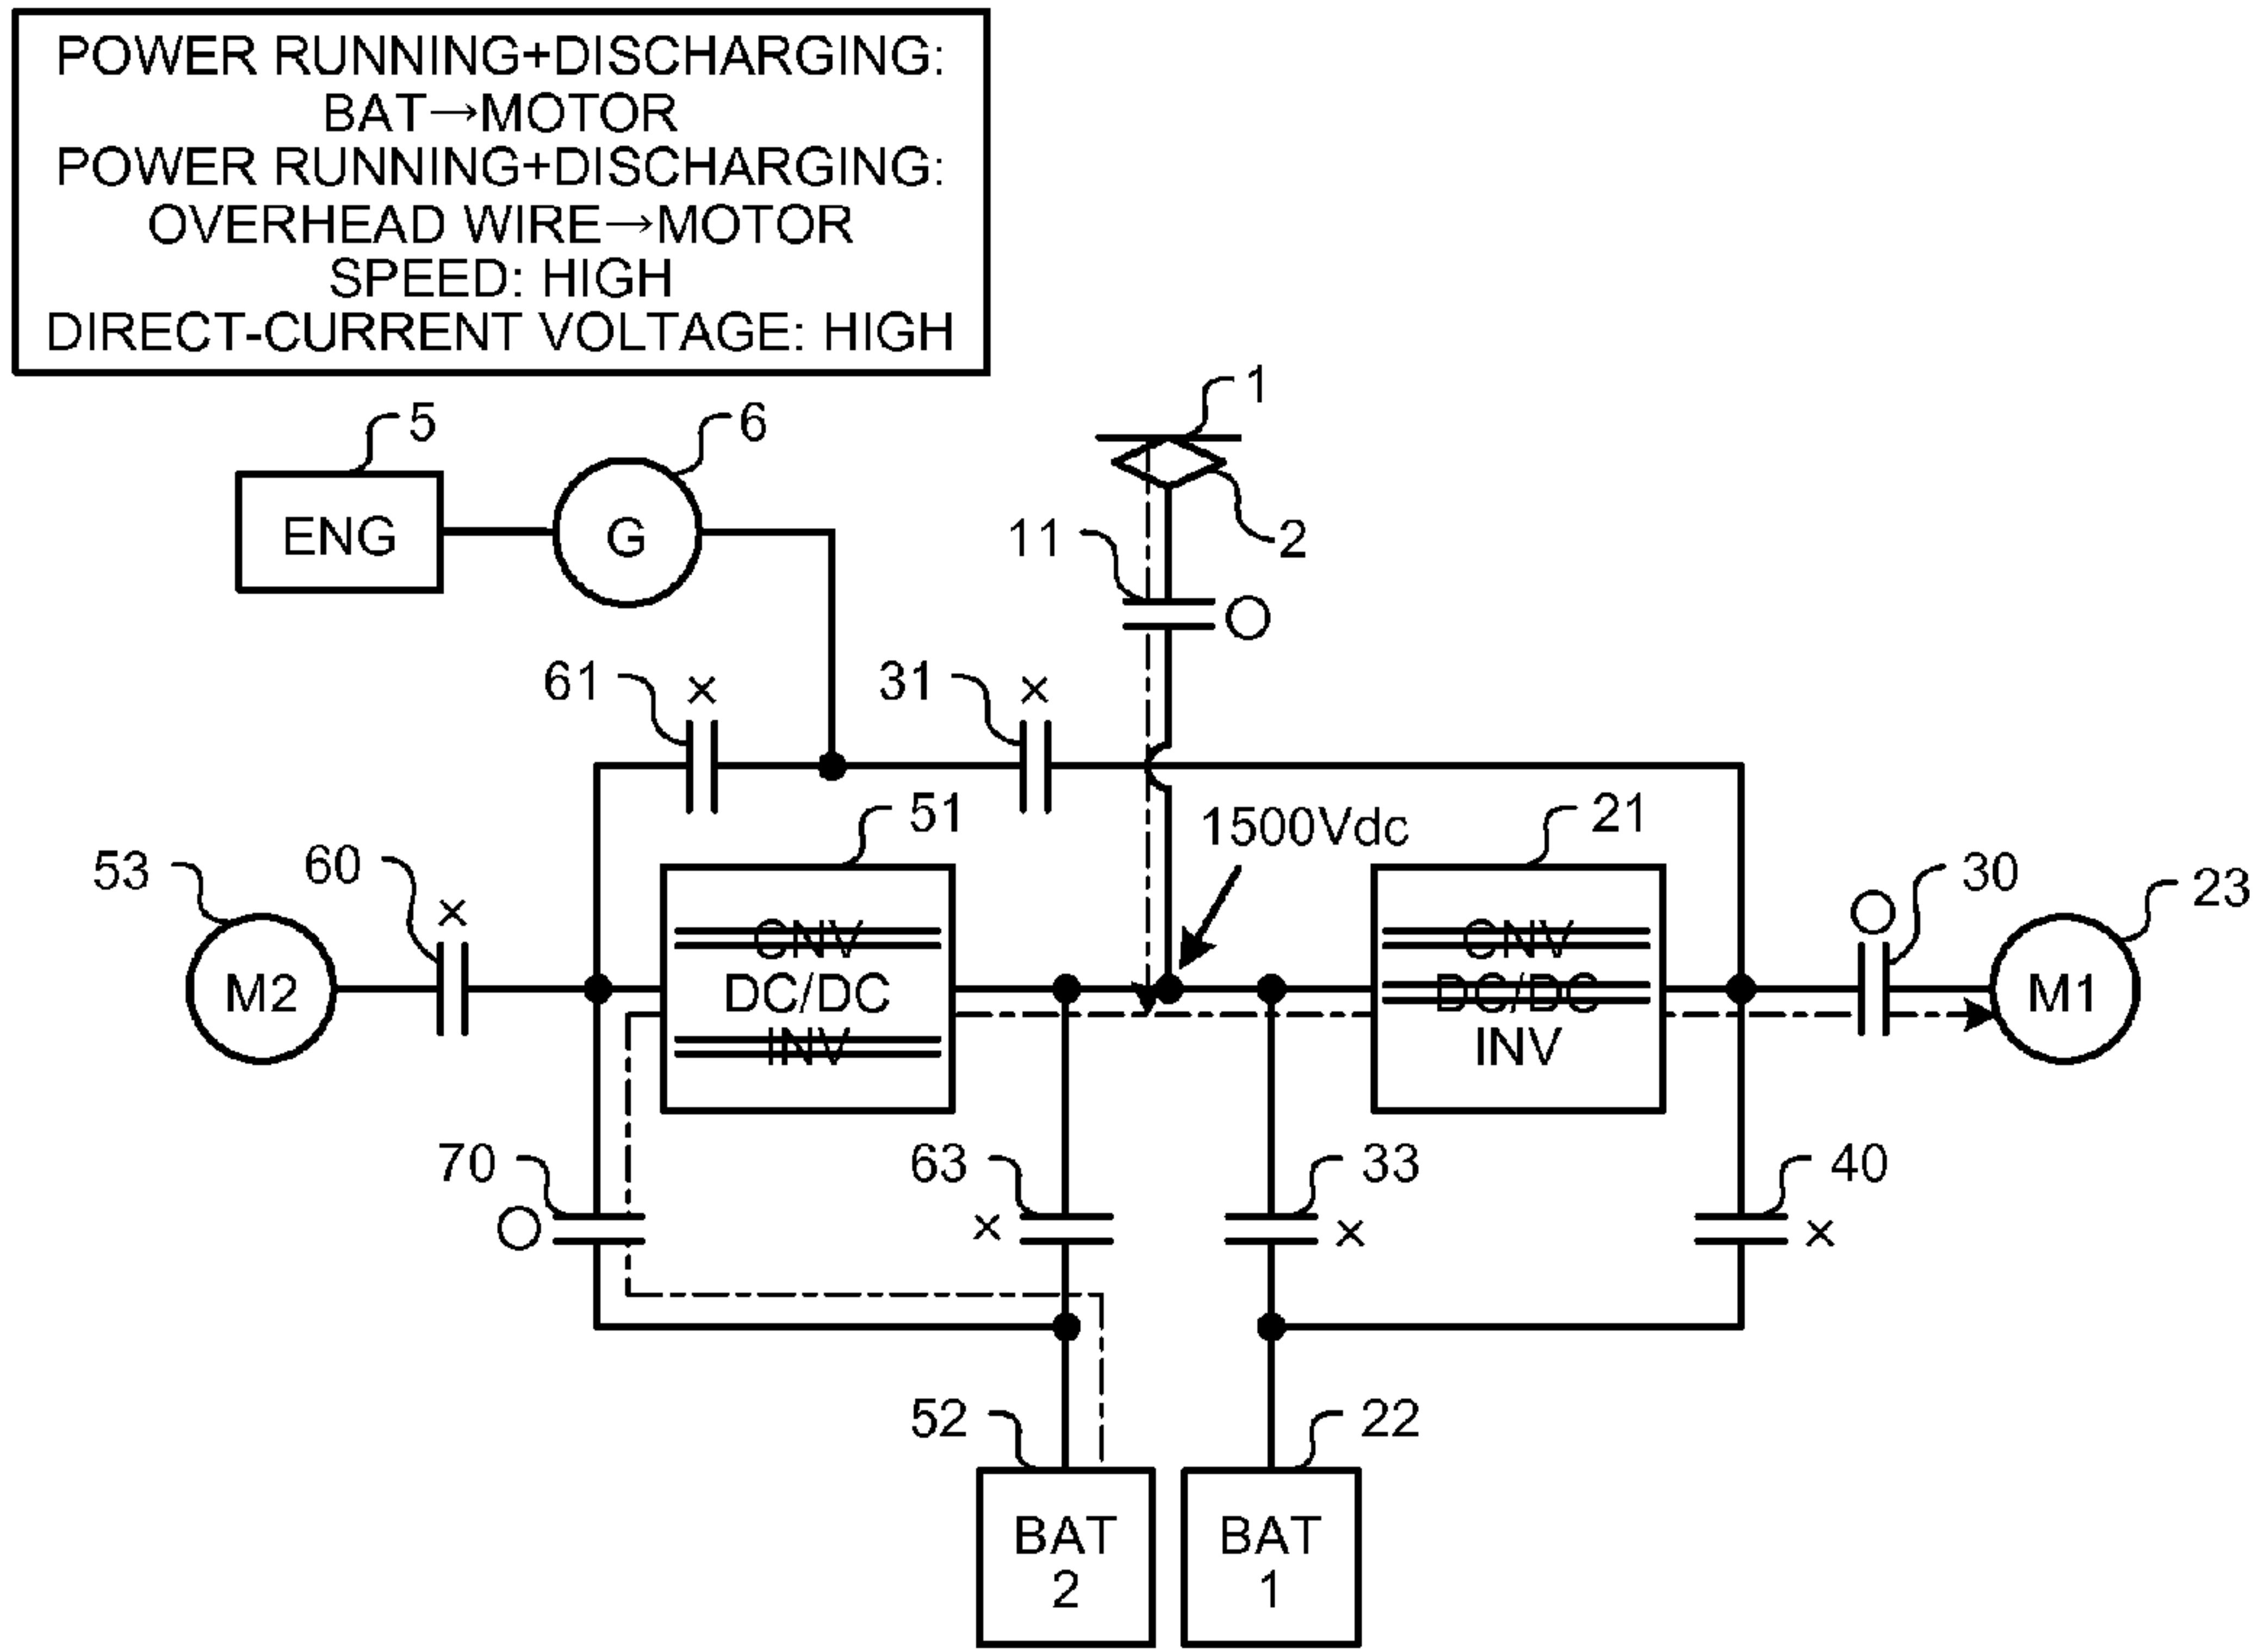 POWER RUNNING+DISCHARGING:
BAT→MOTOR
POWER RUNNING+DISCHARGING:
OVERHEAD WIRE→MOTOR
SPEED: HIGH
DIRECT-CURRENT VOLTAGE: HIGH
1
5
6
ENG
G
11
2
○
61
×
31
×
51
1500Vdc
21
53
60
×
30
○
23
M2
CNV
DC/DC
INV
CNV
DC/DC
INV
M1
70
63
33
40
○
×
×
×
52
22
BAT
2
BAT
1